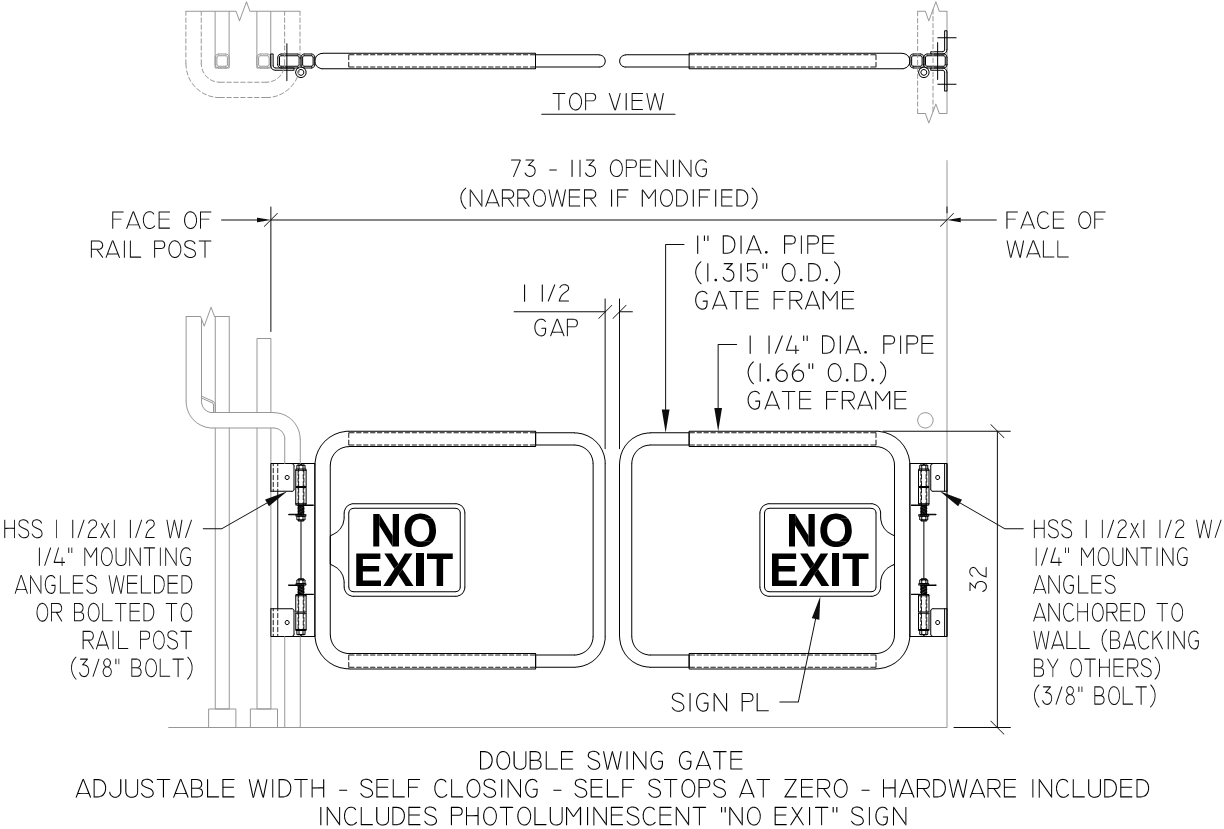 TOP VIEW
73 - 113 OPENING
(NARROWER IF MODIFIED)
FACE OF
RAIL POST
FACE OF
WALL
1" DIA. PIPE
(1.315" O.D.)
GATE FRAME
1 1/2
GAP
1 1/4" DIA. PIPE
(1.66" O.D.)
GATE FRAME
HSS 1 1/2x1 1/2 W/
1/4" MOUNTING
ANGLES WELDED
OR BOLTED TO
RAIL POST
(3/8" BOLT)
NO
EXIT
NO
EXIT
32
HSS 1 1/2x1 1/2 W/
1/4" MOUNTING
ANGLES
ANCHORED TO
WALL (BACKING
BY OTHERS)
(3/8" BOLT)
SIGN PL
DOUBLE SWING GATE
ADJUSTABLE WIDTH - SELF CLOSING - SELF STOPS AT ZERO - HARDWARE INCLUDED
INCLUDES PHOTOLUMINESCENT "NO EXIT" SIGN